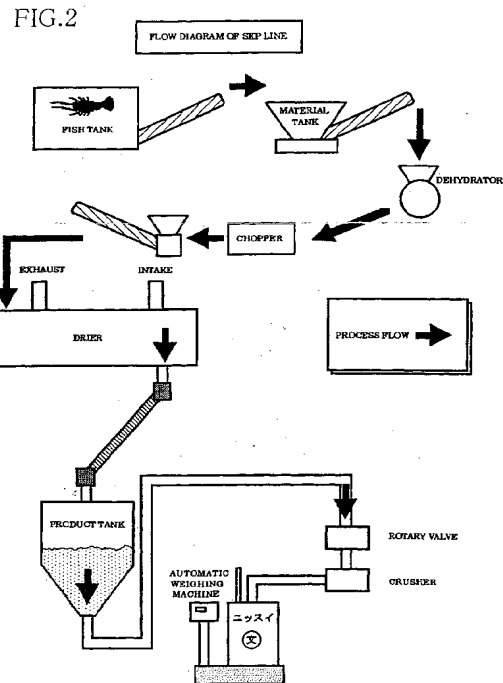 FIG.2
FLOW DIAGRAM OF SKP LINE
FISH TANK
MATERIAL
TANK
DEHYDRATOR
CHOPPER
EXHAUST
INTAKE
DRIER
PROCESS FLOW
PRODUCT TANK
ROTARY VALVE
AUTOMATIC
WEIGHING
MACHINE
CRUSHER
ニッスイ
文